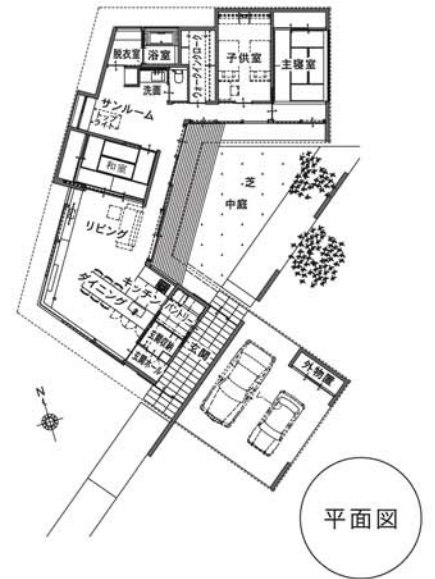 脱衣室
浴室
ウォークインクローク
子供室
主寝室
洗面
サンルーム
トップ
ライト
和室
芝
中庭
リビング
キッチン
ダイニング
パントリー
玄関収納
玄関
玄関ホール
外物置
N
平面図